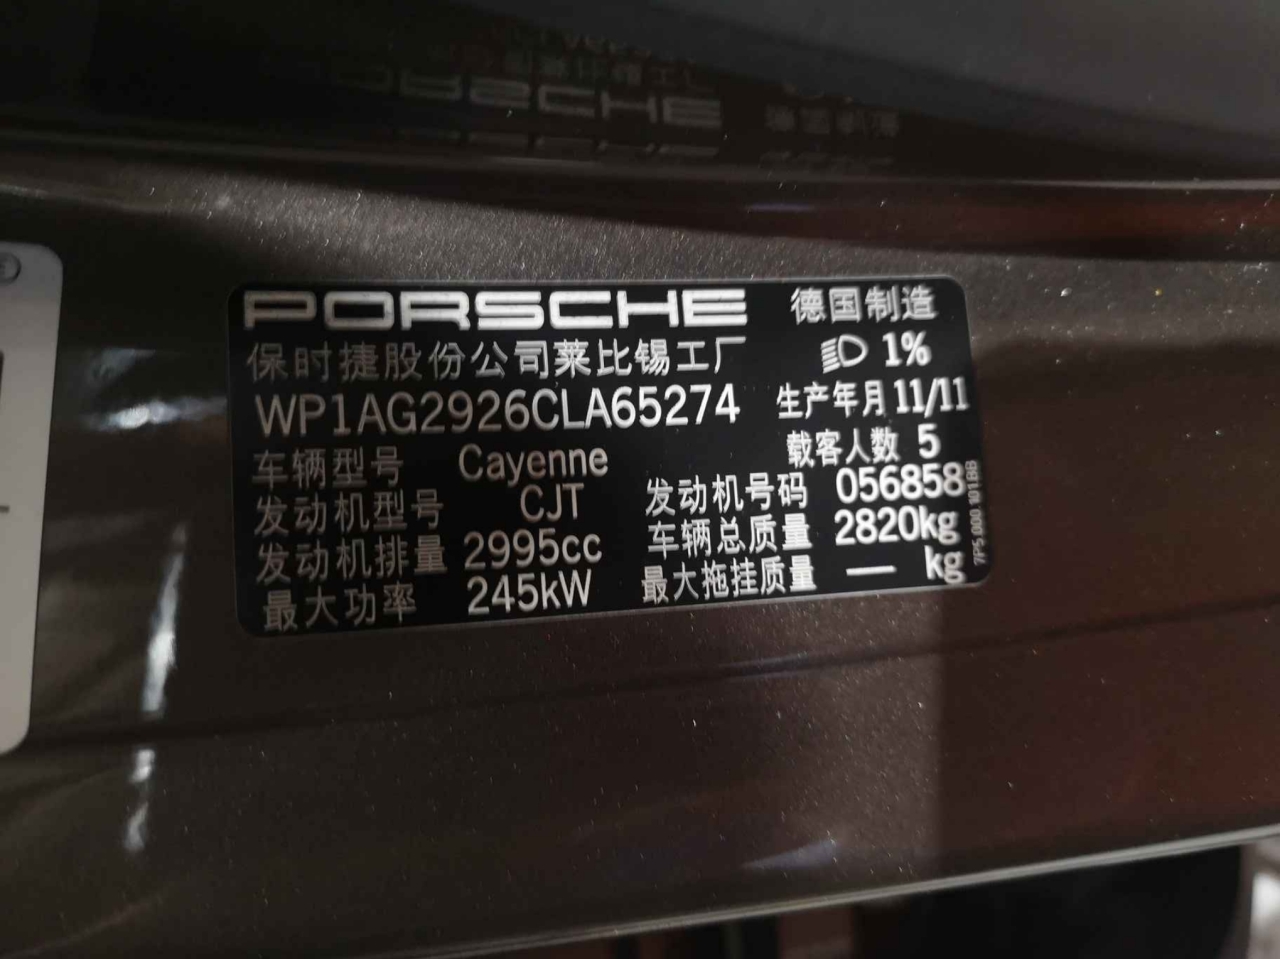 PORSCHE 德国制造
保时捷股份公司莱比锡工厂 1%
WP1AG2926CLA65274 生产年月 11/11
载客人数 5
车辆型号 Cayenne
发动机型号 CJT 发动机号码 056858
发动机排量 2995cc 车辆总质量 2820kg
最大功率 245kW 最大拖挂质量 — kg
7P5.000.101BB